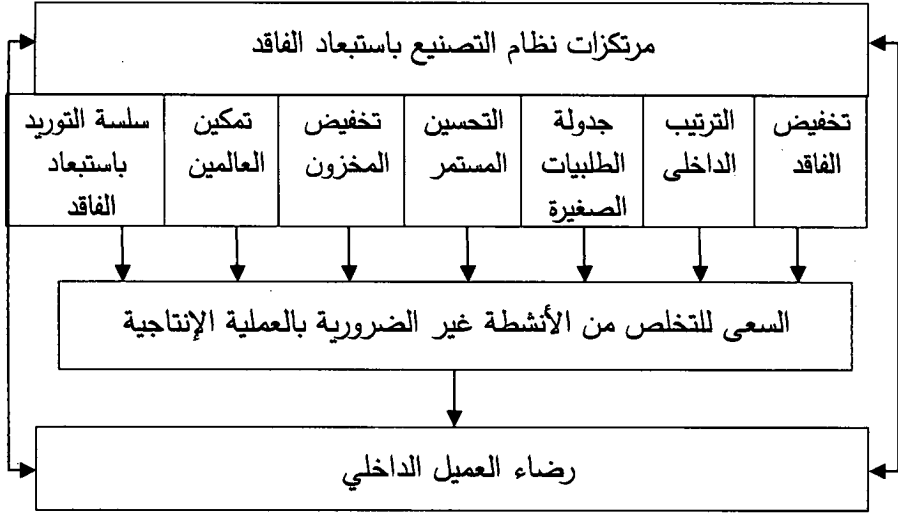 مرتكزات نظام التصنيع باستبعاد الفاقد
تخفيض
الفاقد
الترتيب
الداخلى
جدولة
الطلبيات
الصغيرة
التحسين
المستمر
تخفيض
المخزون
تمكين
العالمين
سلسة التوريد
باستبعاد
الفاقد
السعى للتخلص من الأنشطة غير الضرورية بالعملية الإنتاجية
رضاء العميل الداخلي